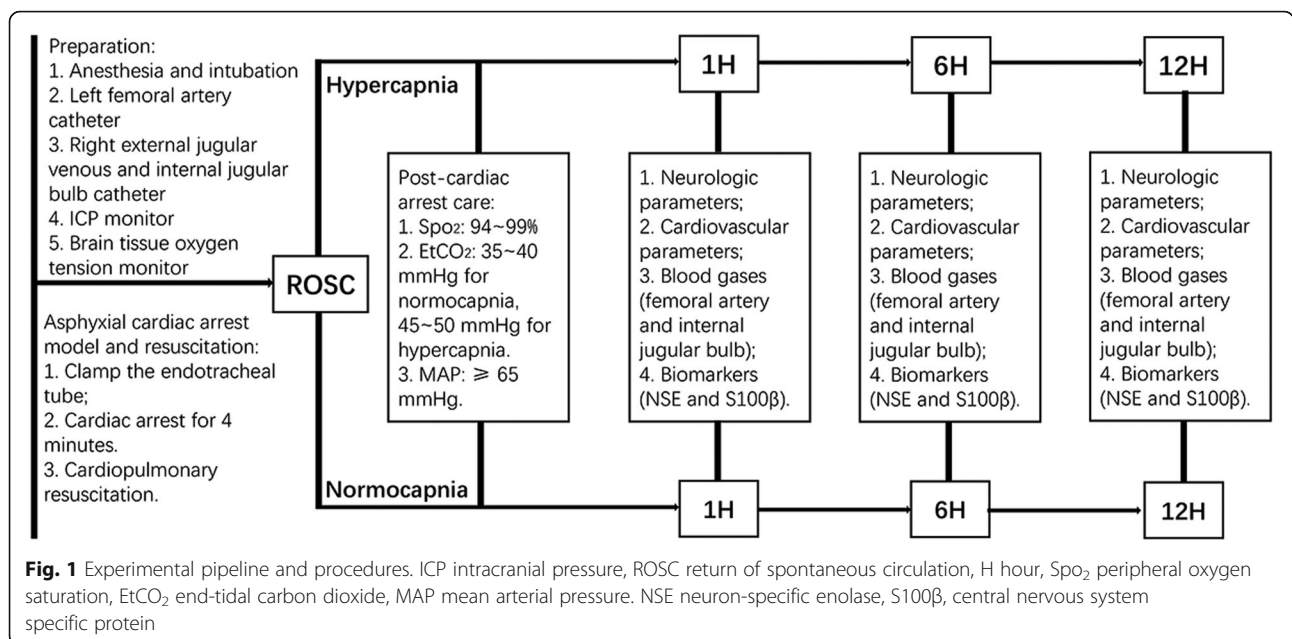 Preparation:
1. Anesthesia and intubation
2. Left femoral artery
catheter
3. Right external jugular
venous and internal jugular
bulb catheter
4. ICP monitor
5. Brain tissue oxygen
tension monitor
Asphyxial cardiac arrest
model and resuscitation:
1. Clamp the endotracheal
tube;
2. Cardiac arrest for 4
minutes.
3. Cardiopulmonary
resuscitation.
ROSC
Hypercapnia
Normocapnia
Post-cardiac
arrest care:
1. Spo₂: 94~99%
2. EtCO₂: 35~40
mmHg for
normocapnia,
45~50 mmHg for
hypercapnia.
3. MAP: ≥ 65
mmHg.
1H
1. Neurologic
parameters;
2. Cardiovascular
parameters;
3. Blood gases
(femoral artery
and internal
jugular bulb);
4. Biomarkers
(NSE and S100β).
1H
6H
1. Neurologic
parameters;
2. Cardiovascular
parameters;
3. Blood gases
(femoral artery
and internal
jugular bulb);
4. Biomarkers
(NSE and S100β).
6H
12H
1. Neurologic
parameters;
2. Cardiovascular
parameters;
3. Blood gases
(femoral artery
and internal
jugular bulb);
4. Biomarkers
(NSE and S100β).
12H
Fig. 1 Experimental pipeline and procedures. ICP intracranial pressure, ROSC return of spontaneous circulation, H hour, Spo₂ peripheral oxygen
saturation, EtCO₂ end-tidal carbon dioxide, MAP mean arterial pressure. NSE neuron-specific enolase, S100β, central nervous system
specific protein